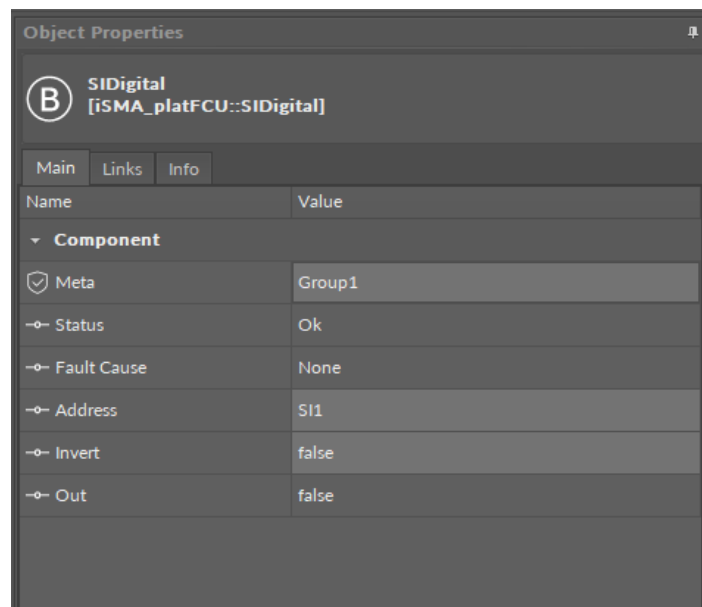 Object Properties
B
SIDigital
[iSMA_platFCU::SIDigital]
Main Links Info
Name Value
Component
Meta Group1
Status Ok
Fault Cause None
Address SI1
Invert false
Out false